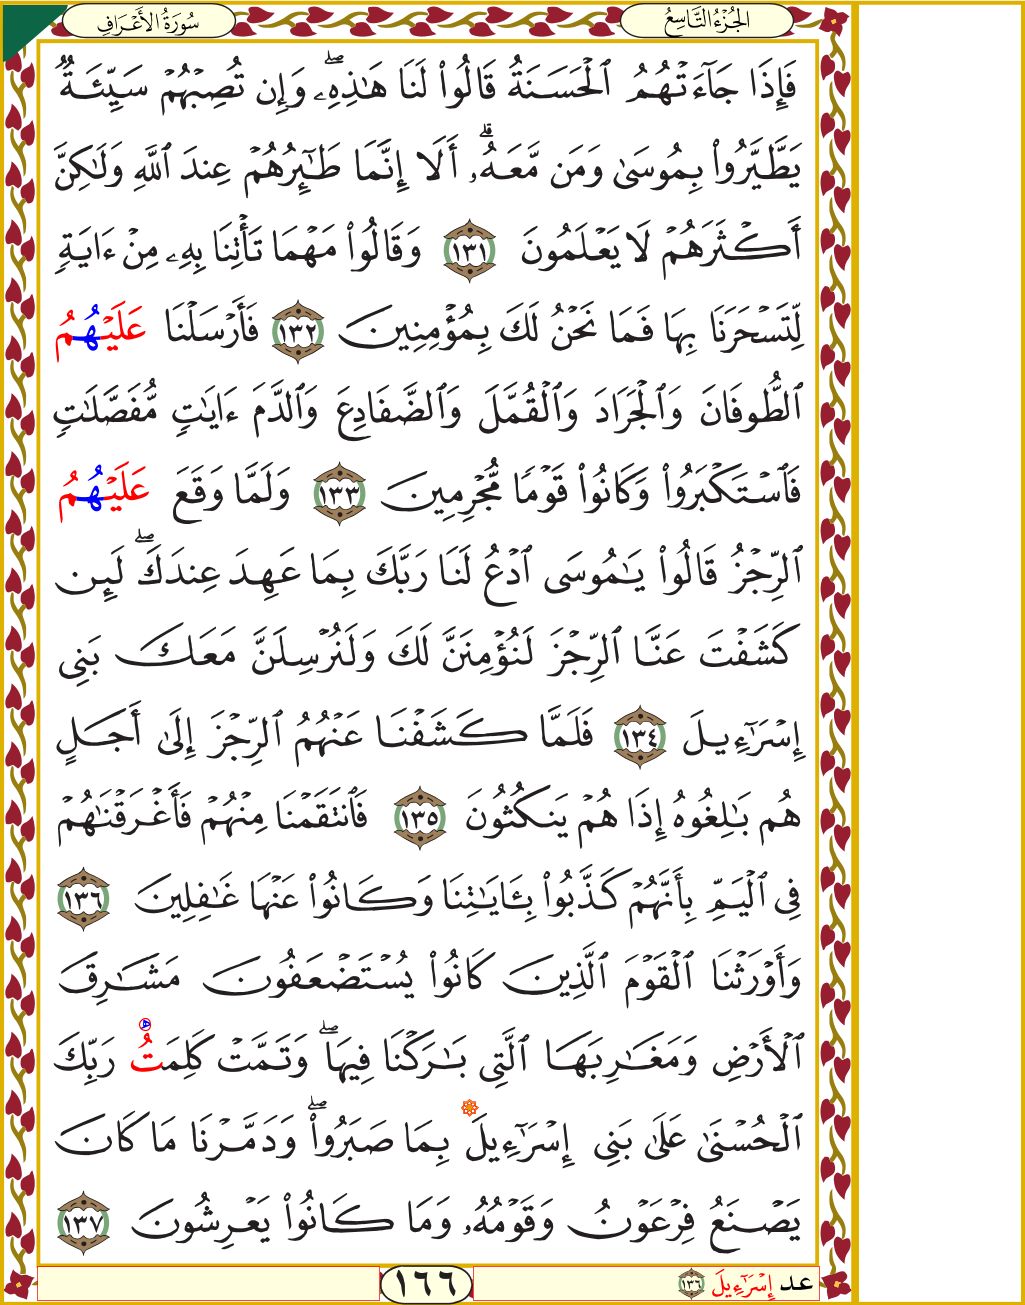 الجُزْءُ التَّاسِعُ
سُورَةُ الأَعْرَافِ
فَإِذَا جَآءَتْهُمُ ٱلْحَسَنَةُ قَالُوا۟ لَنَا هَـٰذِهِۦۖ وَإِن تُصِبْهُمْ سَيِّئَةٌ
يَطَّيَّرُوا۟ بِمُوسَىٰ وَمَن مَّعَهُۥۗ أَلَا إِنَّمَا طَـٰٓئِرُهُمْ عِندَ ٱللَّهِ وَلَـٰكِنَّ
أَكْثَرَهُمْ لَا يَعْلَمُونَ ١٣١ وَقَالُوا۟ مَهْمَا تَأْتِنَا بِهِۦ مِنْ ءَايَةٍ
لِّتَسْحَرَنَا بِهَا فَمَا نَحْنُ لَكَ بِمُؤْمِنِينَ ١٣٢ فَأَرْسَلْنَا عَلَيْهُمُ
ٱلطُّوفَانَ وَٱلْجَرَادَ وَٱلْقُمَّلَ وَٱلضَّفَادِعَ وَٱلدَّمَ ءَايَـٰتٍ مُّفَصَّلَـٰتٍ
فَٱسْتَكْبَرُوا۟ وَكَانُوا۟ قَوْمًا مُّجْرِمِينَ ١٣٣ وَلَمَّا وَقَعَ عَلَيْهُمُ
ٱلرِّجْزُ قَالُوا۟ يَـٰمُوسَى ٱدْعُ لَنَا رَبَّكَ بِمَا عَهِدَ عِندَكَۖ لَئِن
كَشَفْتَ عَنَّا ٱلرِّجْزَ لَنُؤْمِنَنَّ لَكَ وَلَنُرْسِلَنَّ مَعَكَ بَنِى
إِسْرَٰٓءِيلَ ١٣٤ فَلَمَّا كَشَفْنَا عَنْهُمُ ٱلرِّجْزَ إِلَىٰ أَجَلٍ
هُم بَـٰلِغُوهُ إِذَا هُمْ يَنكُثُونَ ١٣٥ فَٱنتَقَمْنَا مِنْهُمْ فَأَغْرَقْنَـٰهُمْ
فِى ٱلْيَمِّ بِأَنَّهُمْ كَذَّبُوا۟ بِـَٔايَـٰتِنَا وَكَانُوا۟ عَنْهَا غَـٰفِلِينَ ١٣٦
وَأَوْرَثْنَا ٱلْقَوْمَ ٱلَّذِينَ كَانُوا۟ يُسْتَضْعَفُونَ مَشَـٰرِقَ
ٱلْأَرْضِ وَمَغَـٰرِبَهَا ٱلَّتِى بَـٰرَكْنَا فِيهَاۖ وَتَمَّتْ كَلِمَتُ رَبِّكَ
ٱلْحُسْنَىٰ عَلَىٰ بَنِى إِسْرَٰٓءِيلَ بِمَا صَبَرُوا۟ۖ وَدَمَّرْنَا مَا كَانَ
يَصْنَعُ فِرْعَوْنُ وَقَوْمُهُۥ وَمَا كَانُوا۟ يَعْرِشُونَ ١٣٧
عد إِسْرَٰٓءِيلَ ١٣٦
١٦٦